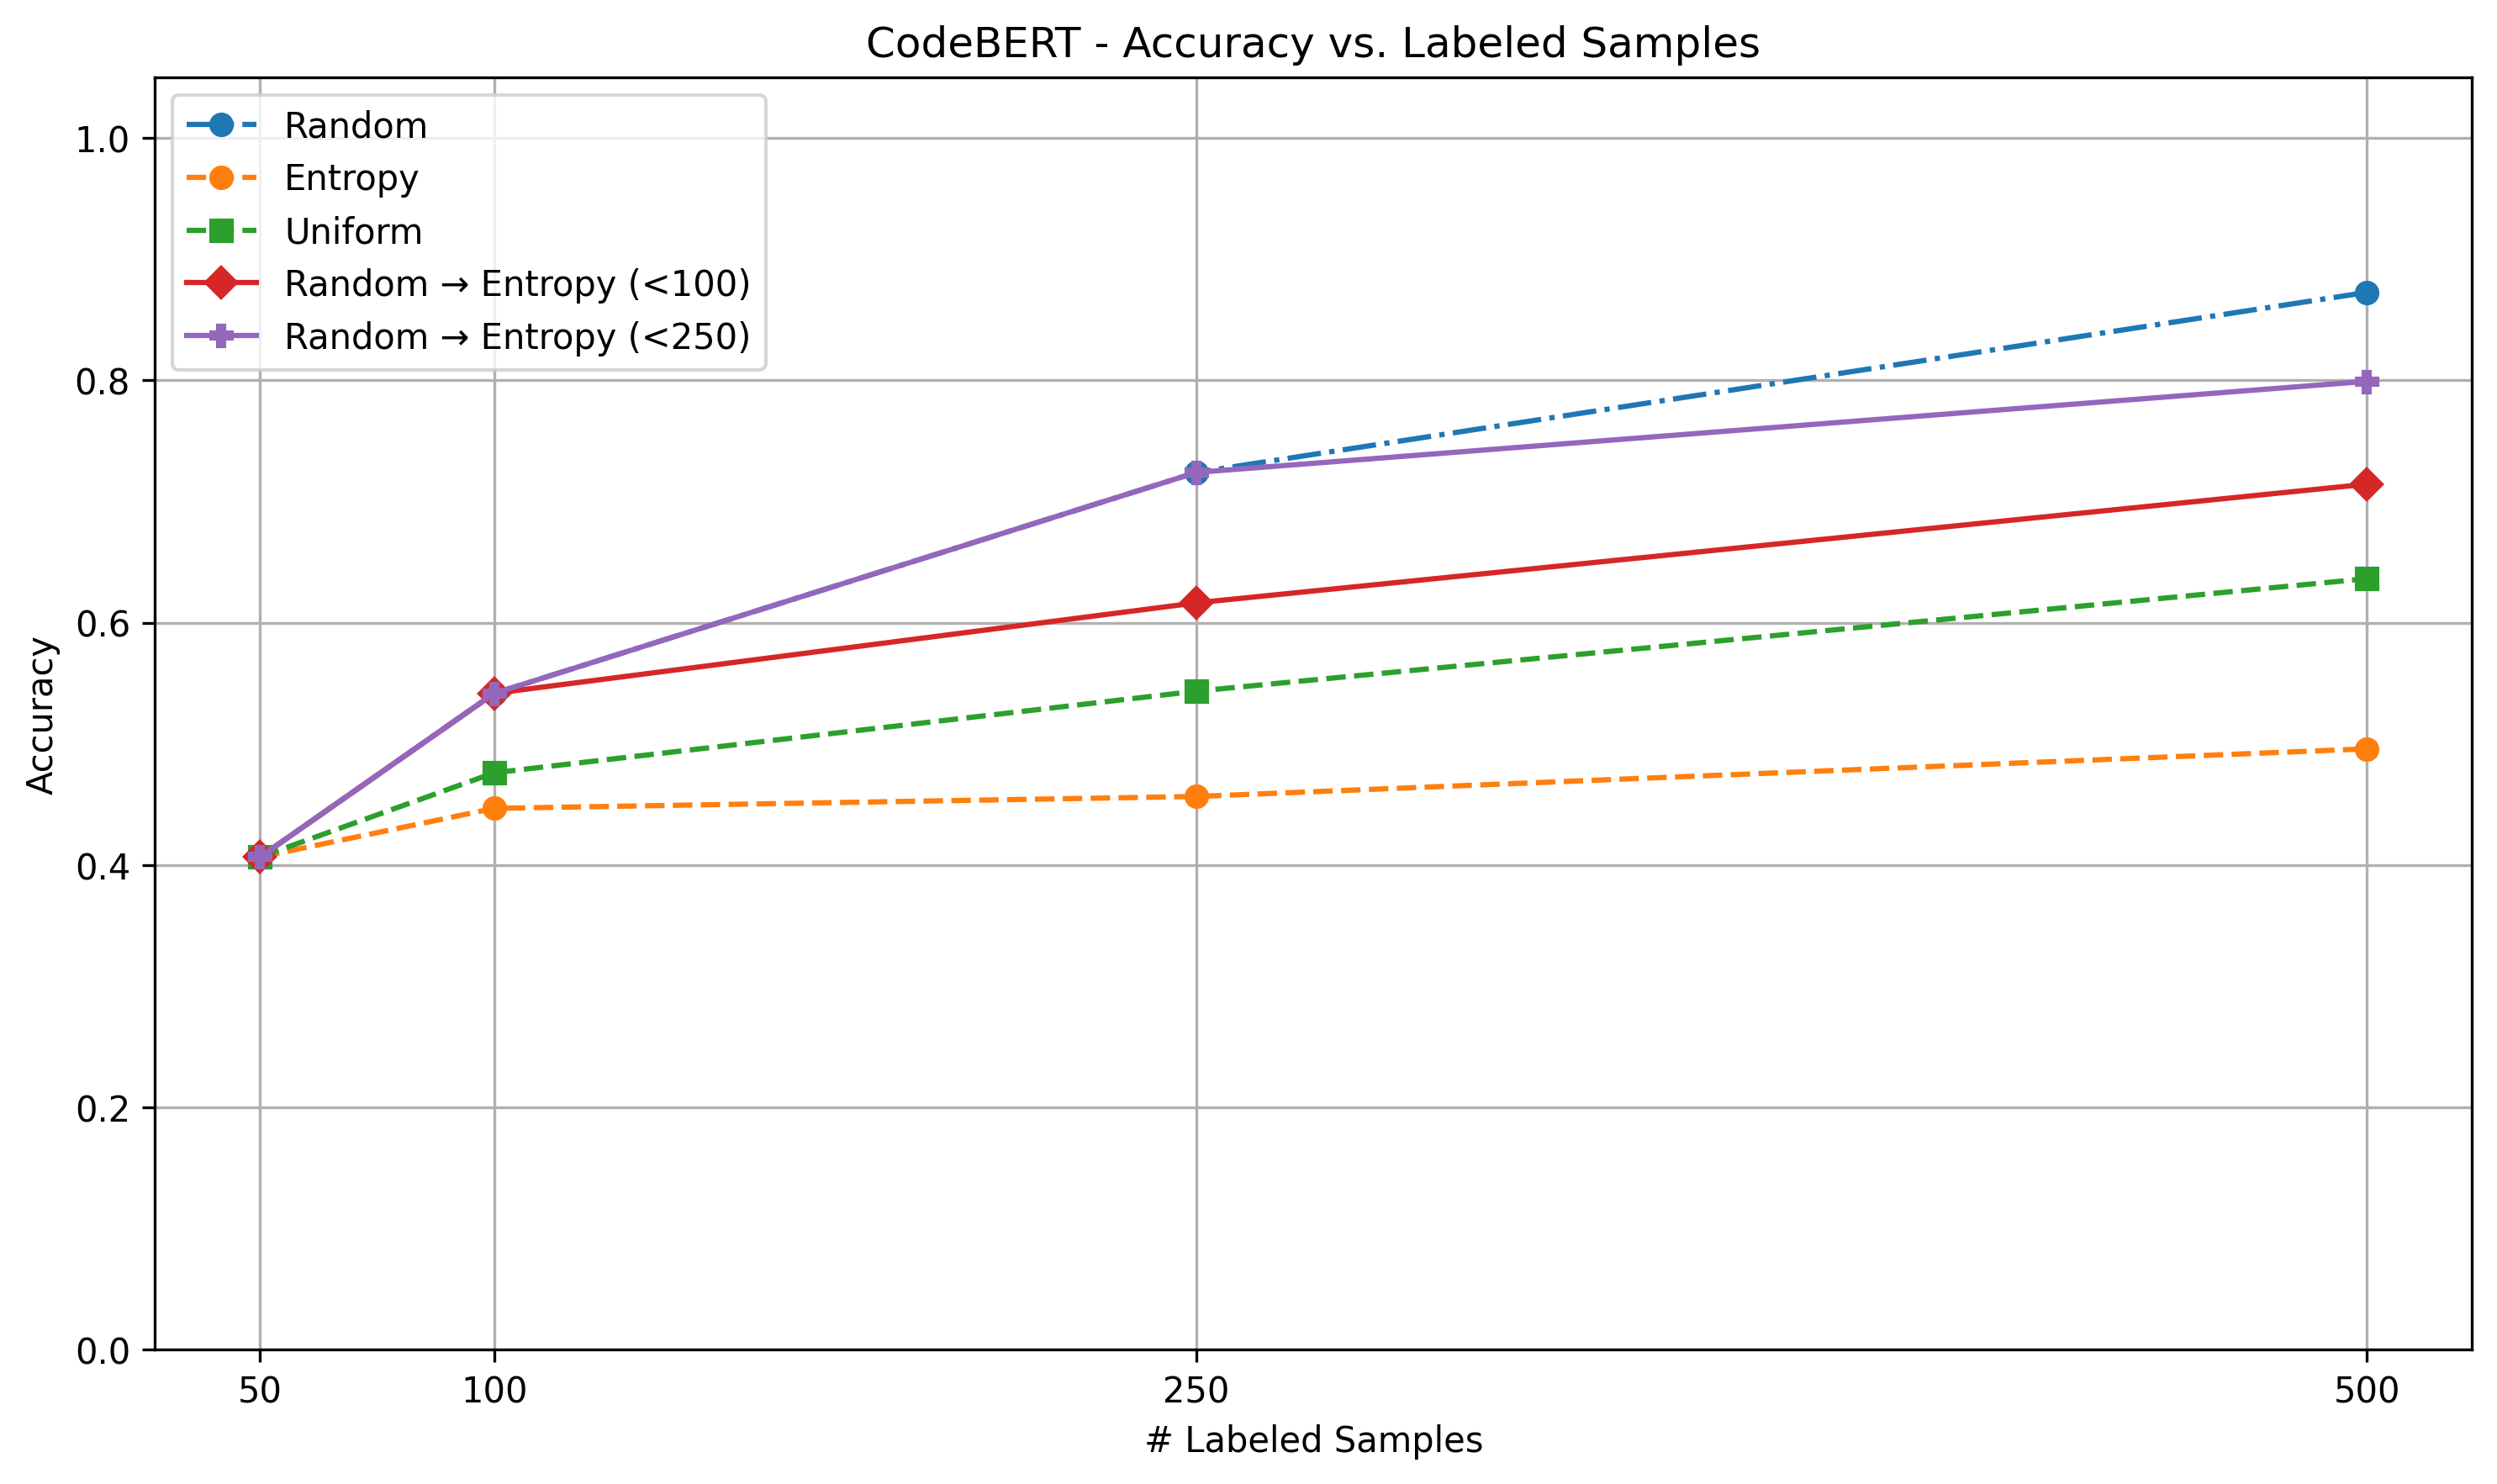 CodeBERT - Accuracy vs. Labeled Samples
Random
Entropy
Uniform
Random → Entropy (<100)
Random → Entropy (<250)
1.0
0.8
0.6
0.4
0.2
0.0
Accuracy
50 100 250 500
# Labeled Samples